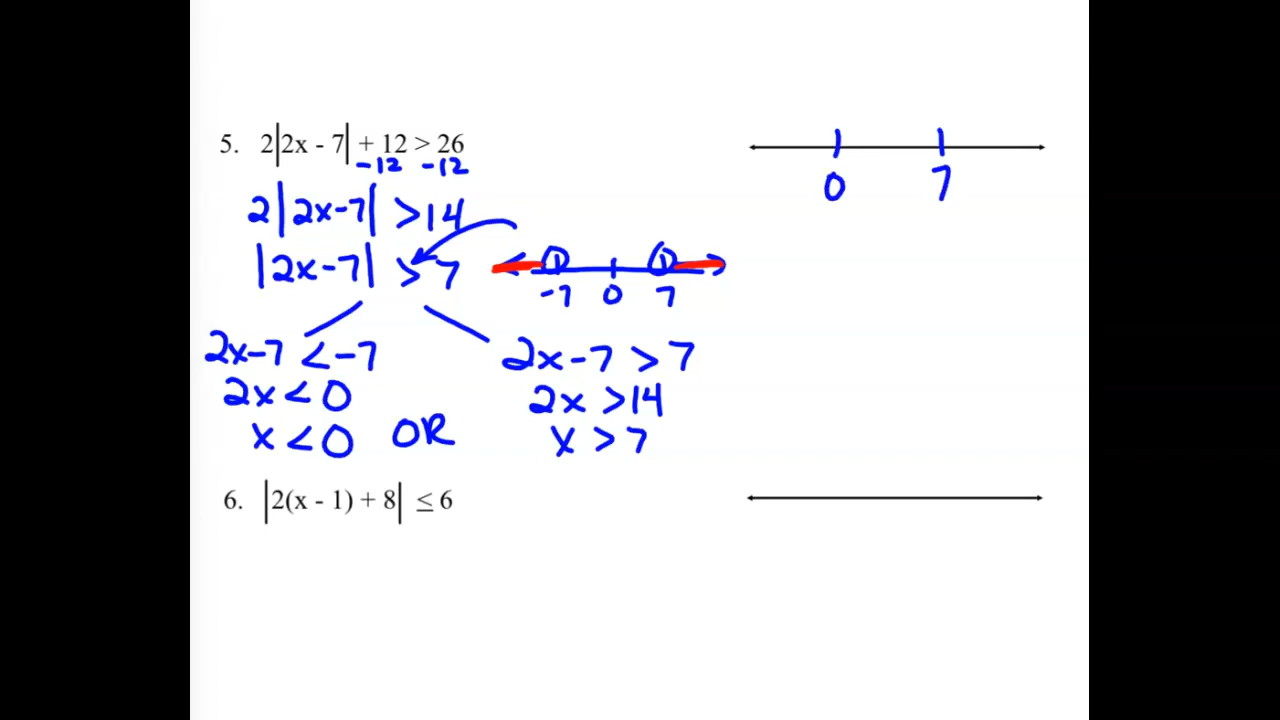 5. 2|2x - 7| + 12 > 26
-12 -12
0 7
2|2x-7| > 14
|2x-7| > 7
-7 0 7
2x-7 < -7 2x-7 > 7
2x < 0 2x > 14
x < 0 OR x > 7
6. |2(x - 1) + 8| ≤ 6